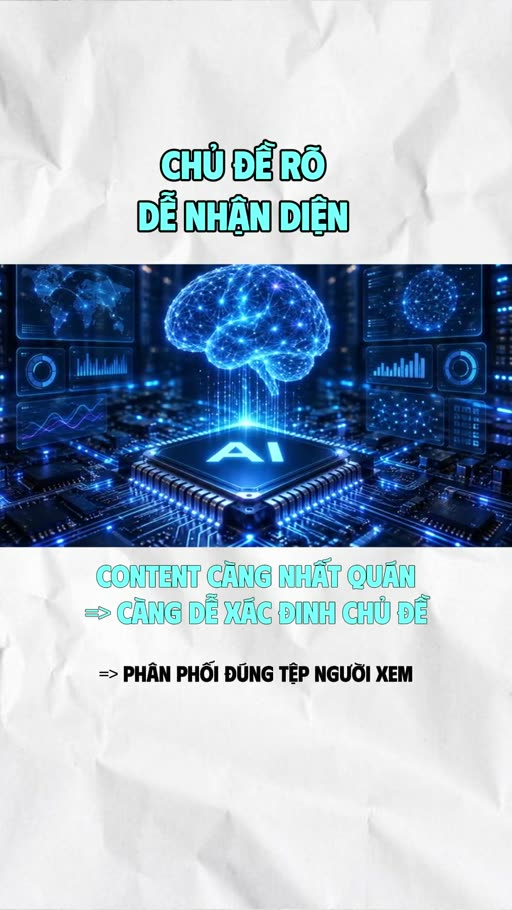 CHỦ ĐỀ RÕ
DỄ NHẬN DIỆN
AI
CONTENT CÀNG NHẤT QUÁN
=> CÀNG DỄ XÁC ĐINH CHỦ ĐỀ
=> PHÂN PHỐI ĐÚNG TỆP NGƯỜI XEM